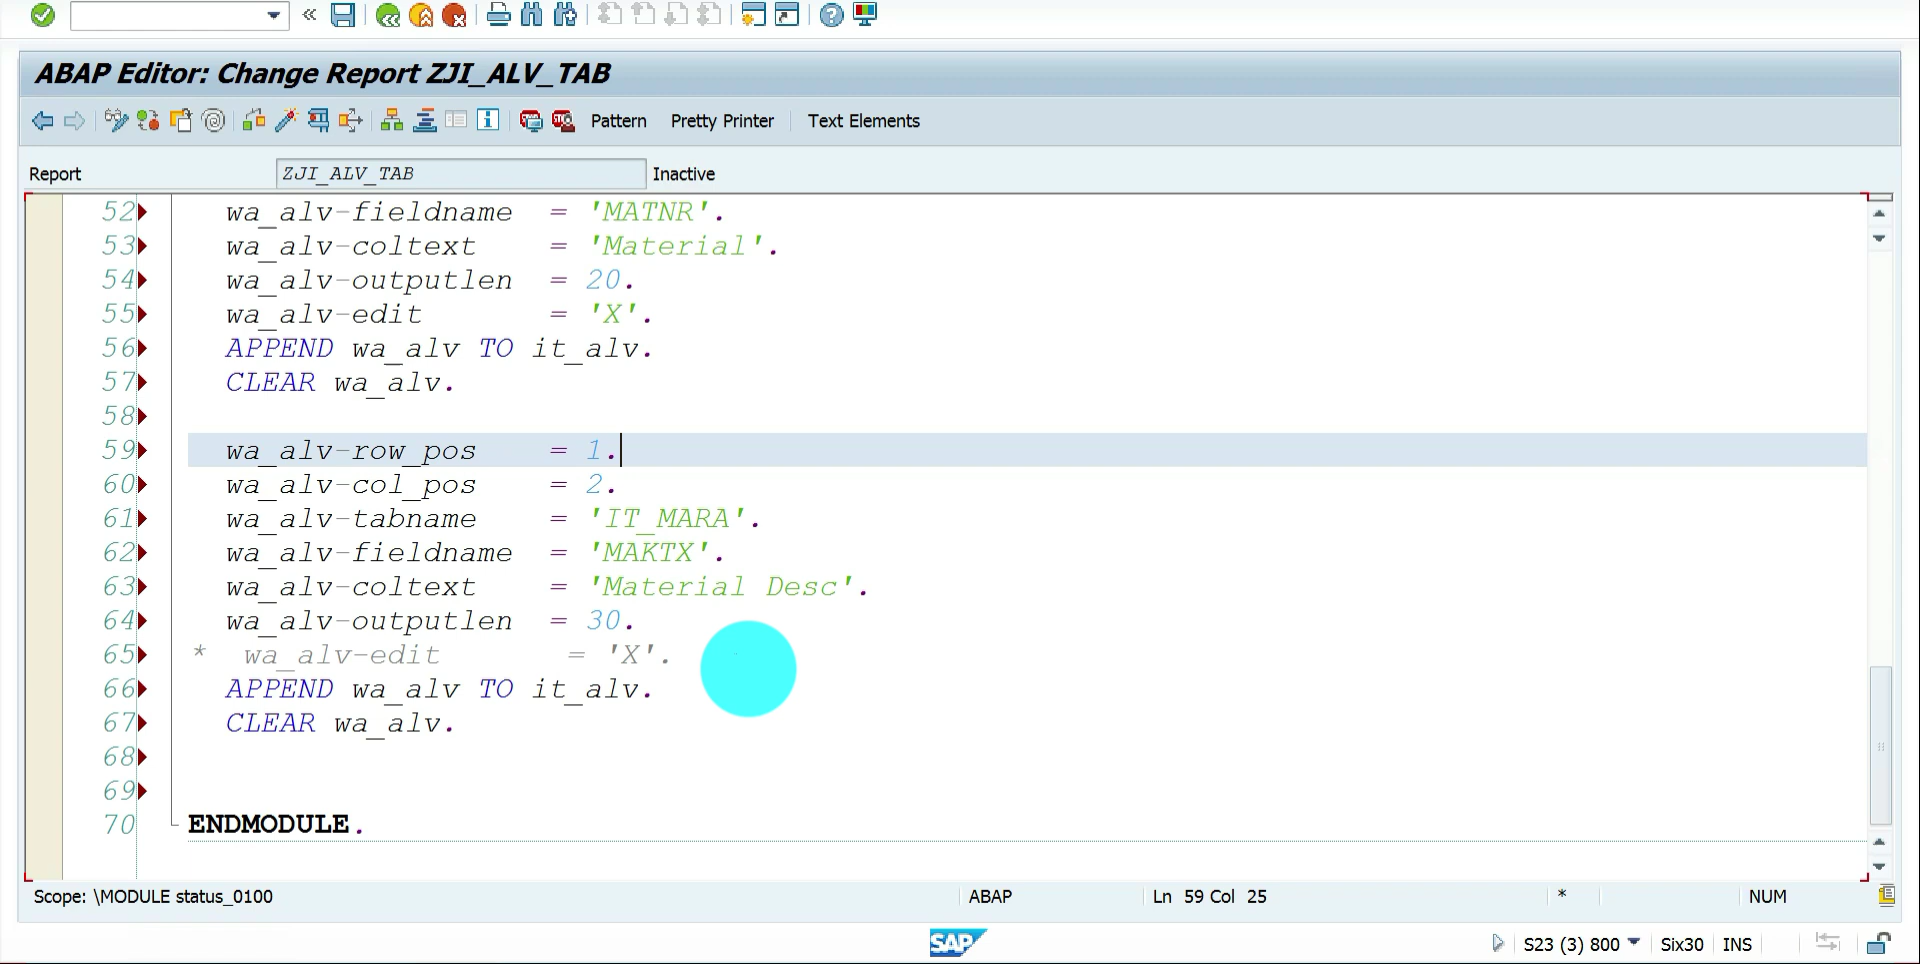 ABAP Editor: Change Report ZJI_ALV_TAB
Pattern Pretty Printer Text Elements
Report ZJI_ALV_TAB Inactive
52 wa_alv-fieldname = 'MATNR'.
53 wa_alv-coltext = 'Material'.
54 wa_alv-outputlen = 20.
55 wa_alv-edit = 'X'.
56 APPEND wa_alv TO it_alv.
57 CLEAR wa_alv.
58
59 wa_alv-row_pos = 1.
60 wa_alv-col_pos = 2.
61 wa_alv-tabname = 'IT_MARA'.
62 wa_alv-fieldname = 'MAKTX'.
63 wa_alv-coltext = 'Material Desc'.
64 wa_alv-outputlen = 30.
65 * wa_alv-edit = 'X'.
66 APPEND wa_alv TO it_alv.
67 CLEAR wa_alv.
68
69
70 ENDMODULE.
Scope: \MODULE status_0100 ABAP Ln 59 Col 25 * NUM
SAP S23 (3) 800 Six30 INS